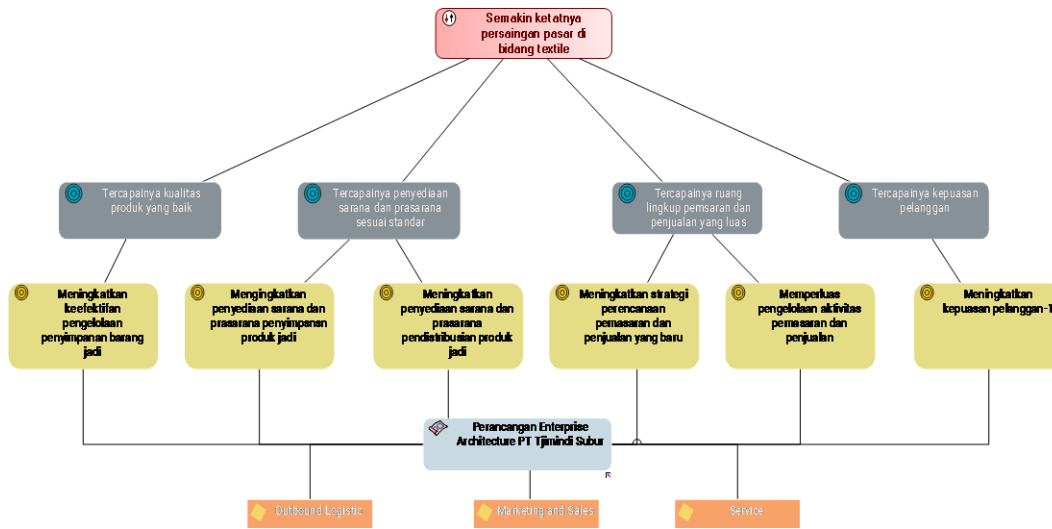 Semakin ketatnya
persaingan pasar di
bidang textile
Tercapainya kualitas
produk yang baik
Tercapainya penyediaan
sarana dan prasarana
sesuai standar
Tercapainya ruang
lingkup pemsaran dan
penjualan yang luas
Tercapainya kepuasan
pelanggan
Meningkatkan
keefektifan
pengelolaan
penyimpanan barang
jadi
Mengingkatkan
penyediaan sarana dan
prasarana penyimpsnsn
produk jadi
Meningkatkan
penyediaan sarana dan
prasarana
pendistribusian produk
jadi
Meningkatkan strategi
perencanaan
pemasaran dan
penjualan yang baru
Memperluas
pengelolaan aktivitas
pemasaran dan
penjualan
Meningkatkan
kepuasan pelanggan-1
Perancangan Enterprise
Architecture PT Tjimindi Subur
Outbound Logistic
Marketing and Sales
Service